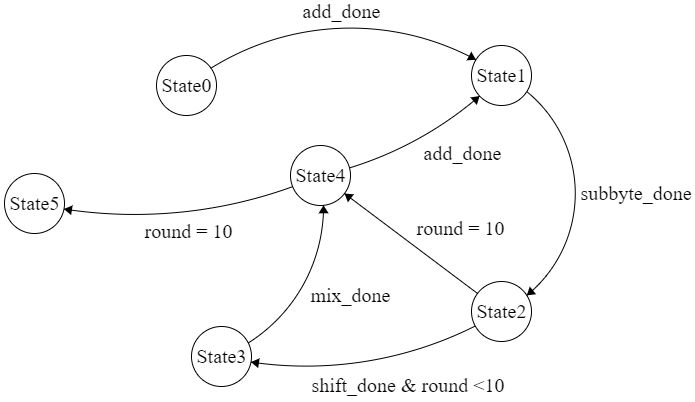 add_done
State0
State1
add_done
State4
subbyte_done
State5
round = 10
round = 10
mix_done
State2
State3
shift_done & round <10